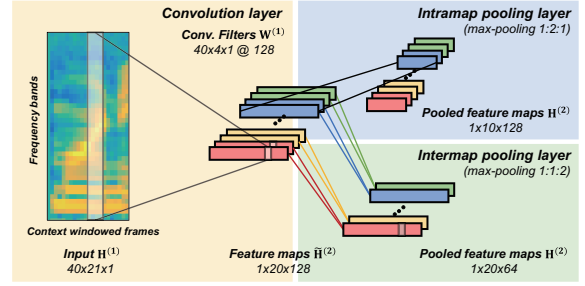 Convolution layer
Conv. Filters W(1)
40x4x1 @ 128
Frequency bands
Context windowed frames
Input H(1)
40x21x1
Feature maps H̃(2)
1x20x128
Intramap pooling layer
(max-pooling 1:2:1)
Pooled feature maps H(2)
1x10x128
Intermap pooling layer
(max-pooling 1:1:2)
Pooled feature maps H(2)
1x20x64